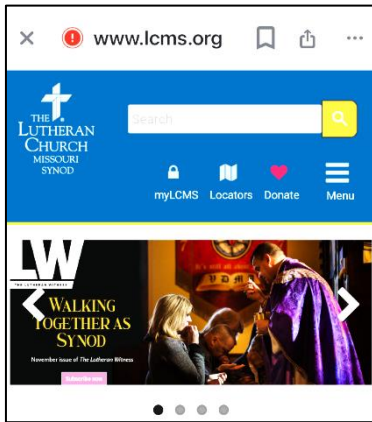 www.lcms.org
THE
LUTHERAN
CHURCH
MISSOURI
SYNOD
Search
myLCMS Locators Donate Menu
LW
THE LUTHERAN WITNESS
WALKING
TOGETHER AS
SYNOD
November issue of The Lutheran Witness
Subscribe now
VDMA